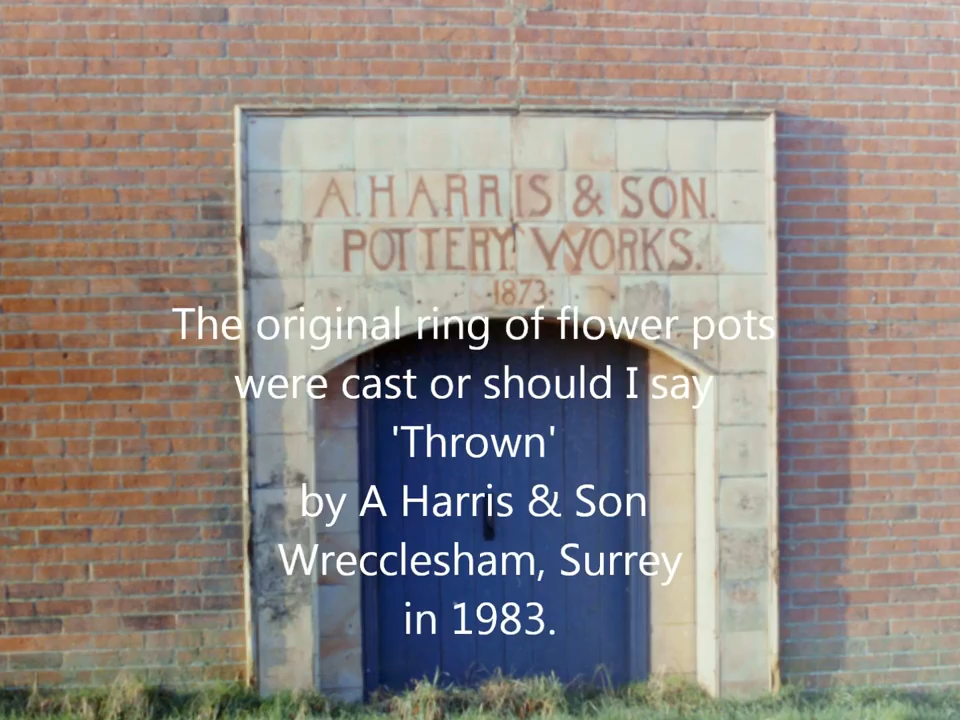 A. HARRIS & SON.
POTTERY WORKS.
1873.
The original ring of flower pots
were cast or should I say
'Thrown'
by A Harris & Son
Wrecclesham, Surrey
in 1983.